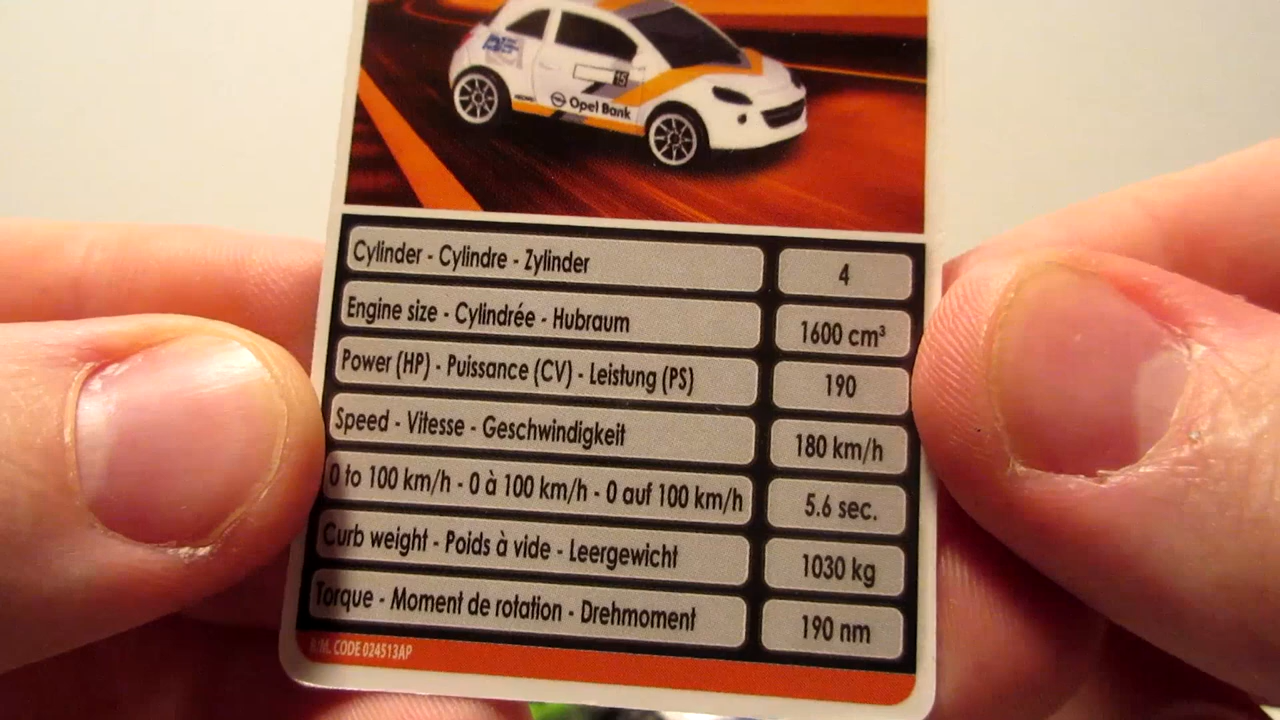 15
Opel Bank
Cylinder - Cylindre - Zylinder 4
Engine size - Cylindrée - Hubraum 1600 cm³
Power (HP) - Puissance (CV) - Leistung (PS) 190
Speed - Vitesse - Geschwindigkeit 180 km/h
0 to 100 km/h - 0 à 100 km/h - 0 auf 100 km/h 5.6 sec.
Curb weight - Poids à vide - Leergewicht 1030 kg
Torque - Moment de rotation - Drehmoment 190 nm
CODE 024513AP